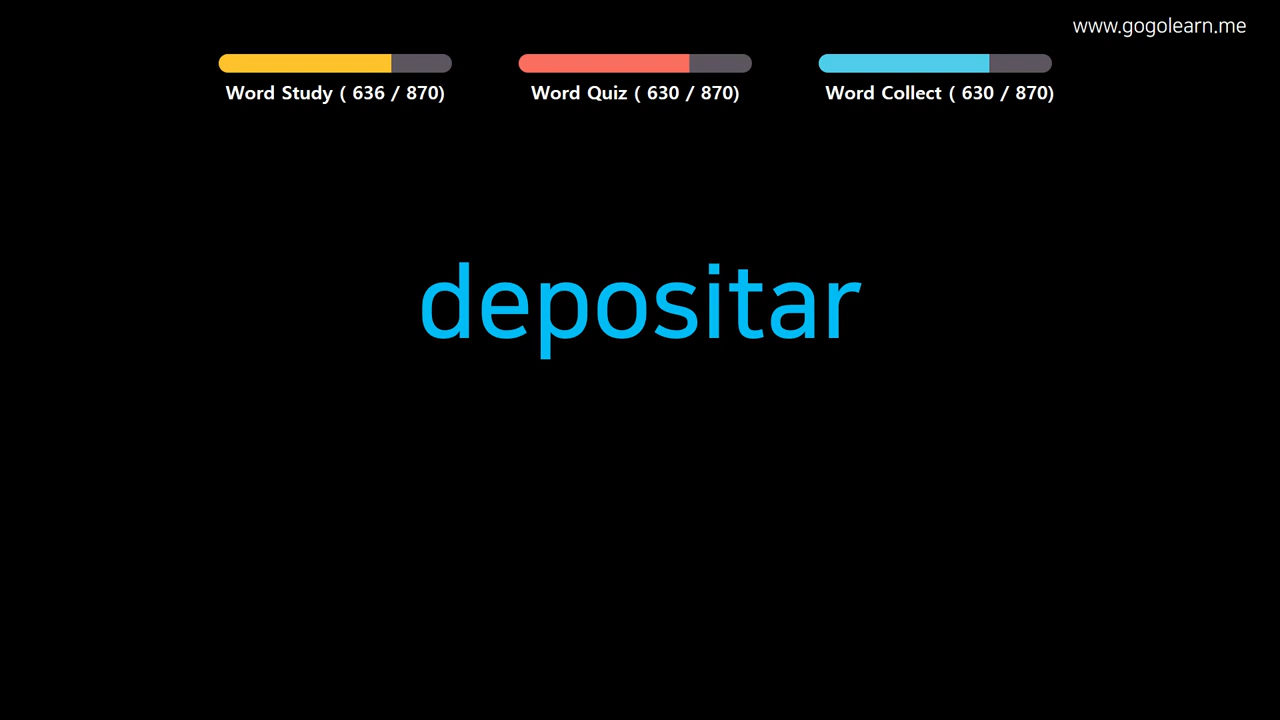 www.gogolearn.me
Word Study ( 636 / 870)
Word Quiz ( 630 / 870)
Word Collect ( 630 / 870)
depositar